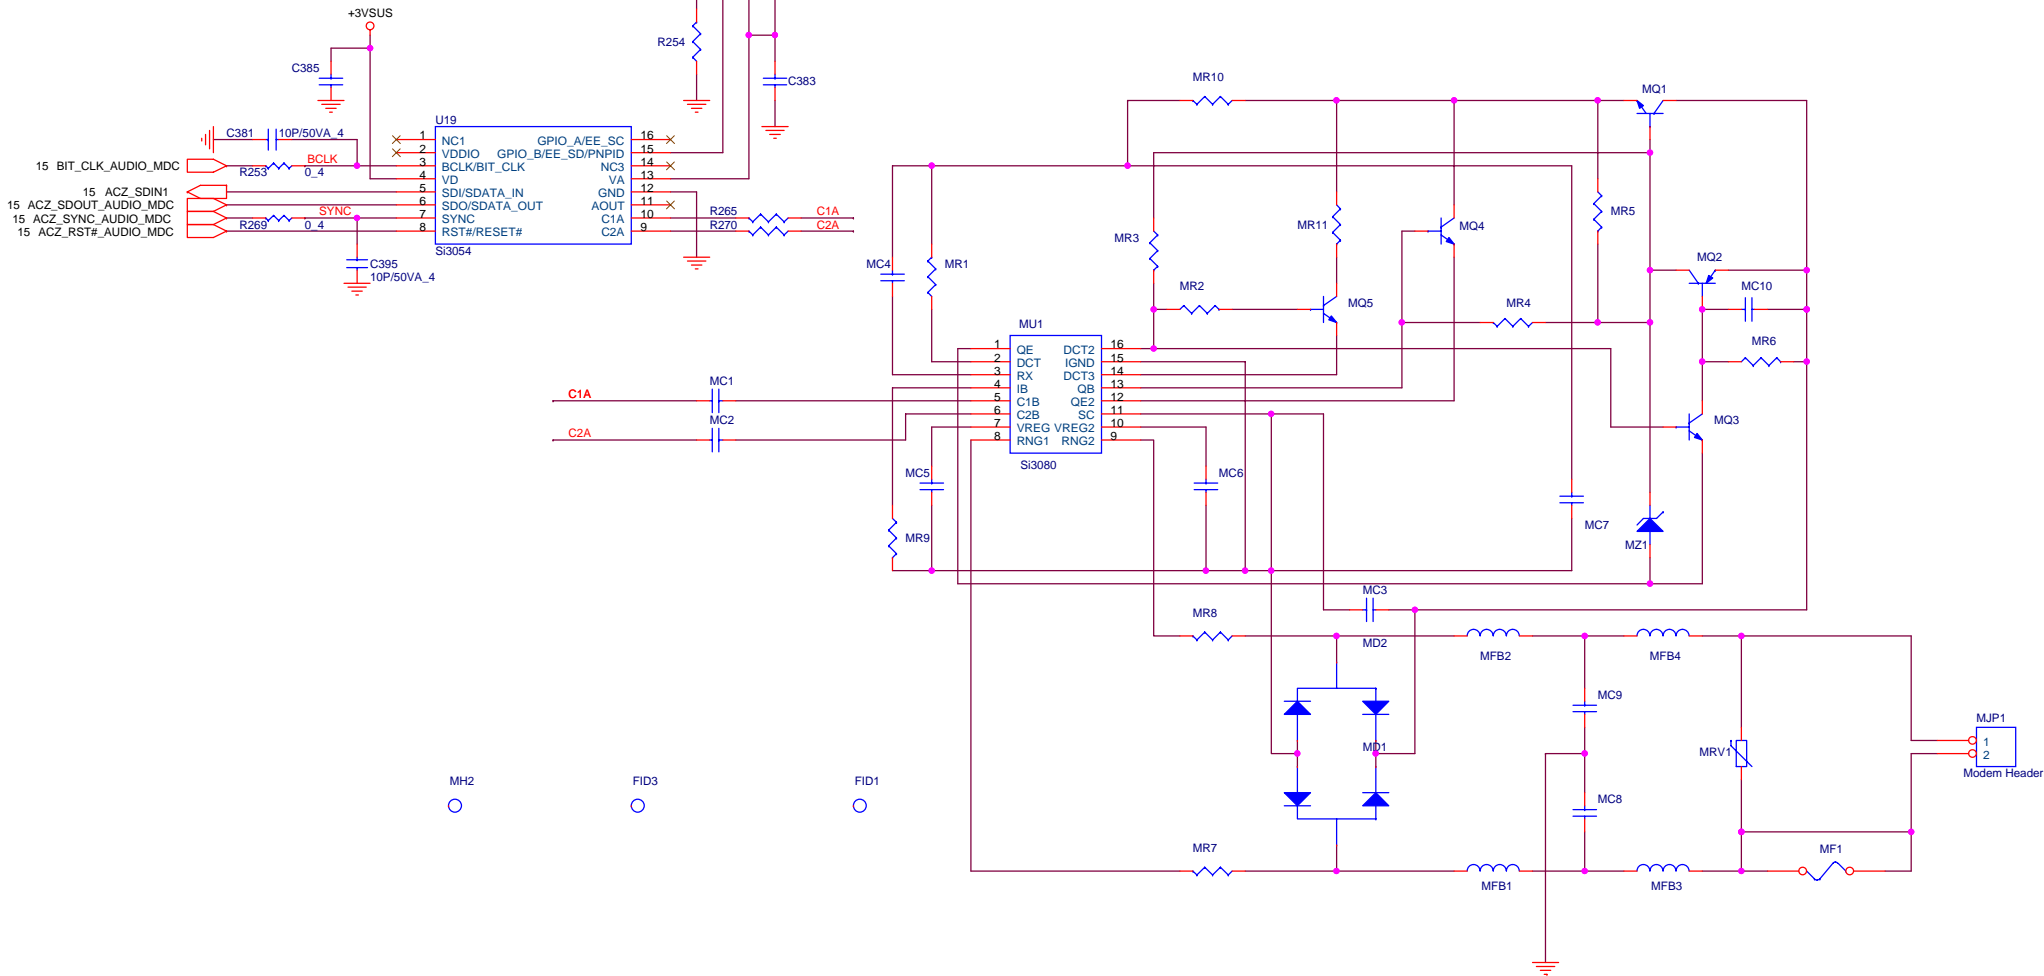 +3VSUS
R254
C385
C383
MR10
MQ1
U19
C381 10P/50VA_4
1 NC1 GPIO_A/EE_SC 16
2 VDDIO GPIO_B/EE_SD/PNPID 15
15 BIT_CLK_AUDIO_MDC BCLK 3 BCLK/BIT_CLK NC3 14
R253 0_4 4 VD VA 13
15 ACZ_SDIN1 5 SDI/SDATA_IN GND 12
15 ACZ_SDOUT_AUDIO_MDC 6 SDO/SDATA_OUT AOUT 11
15 ACZ_SYNC_AUDIO_MDC SYNC 7 SYNC C1A 10 R265 C1A
15 ACZ_RST#_AUDIO_MDC R269 0_4 8 RST#/RESET# C2A 9 R270 C2A
Si3054
MR5
MR11
MQ4
MR3
C395
10P/50VA_4
MC4
MR1
MQ2
MR2
MC10
MQ5
MR4
MU1
MR6
1 QE DCT2 16
2 DCT IGND 15
3 RX DCT3 14
4 IB QB 13
5 C1B QE2 12
6 C2B SC 11
7 VREG VREG2 10
8 RNG1 RNG2 9
Si3080
C1A MC1
C2A MC2
MQ3
MC5
MC6
MC7
MR9
MZ1
MC3
MR8
MD2
MFB2
MFB4
MC9
MJP1
1
2
Modem Header
MD1
MRV1
MH2
FID3
FID1
MC8
MR7
MF1
MFB1
MFB3